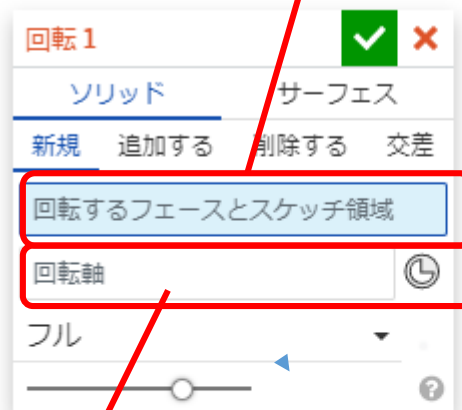 回転 1
ソリッド サーフェス
新規 追加する 削除する 交差
回転するフェースとスケッチ領域
回転軸
フル
?